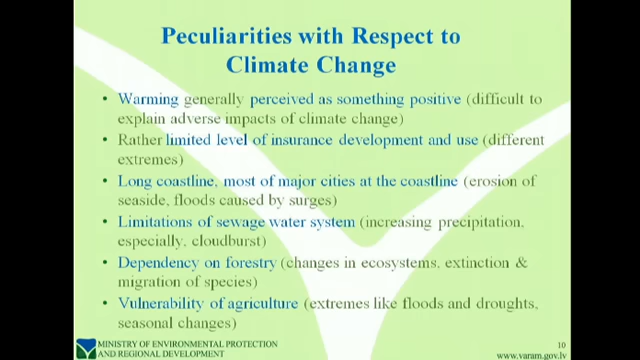 Peculiarities with Respect to
Climate Change
• Warming generally perceived as something positive (difficult to
explain adverse impacts of climate change)
• Rather limited level of insurance development and use (different
extremes)
• Long coastline, most of major cities at the coastline (erosion of
seaside, floods caused by surges)
• Limitations of sewage water system (increasing precipitation,
especially, cloudburst)
• Dependency on forestry (changes in ecosystems, extinction &
migration of species)
• Vulnerability of agriculture (extremes like floods and droughts,
seasonal changes)
MINISTRY OF ENVIRONMENTAL PROTECTION
AND REGIONAL DEVELOPMENT
10
www.varam.gov.lv